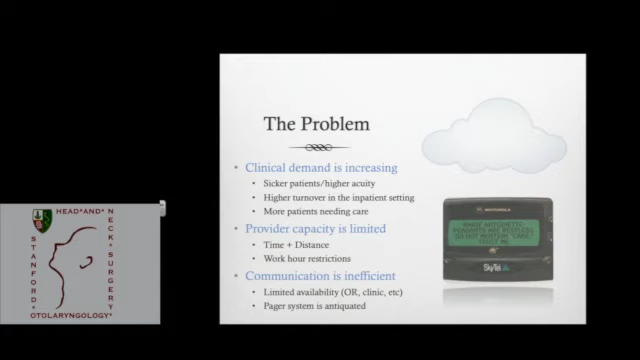 The Problem
• Clinical demand is increasing
• Sicker patients/higher acuity
• Higher turnover in the inpatient setting
• More patients needing care
• Provider capacity is limited
• Time + Distance
• Work hour restrictions
• Communication is inefficient
• Limited availability (OR, clinic, etc)
• Pager system is antiquated
MOTOROLA
SkyTel
HEAD*AND*
NECK*SURGERY
STANFORD*
OTOLARYNGOLOGY*